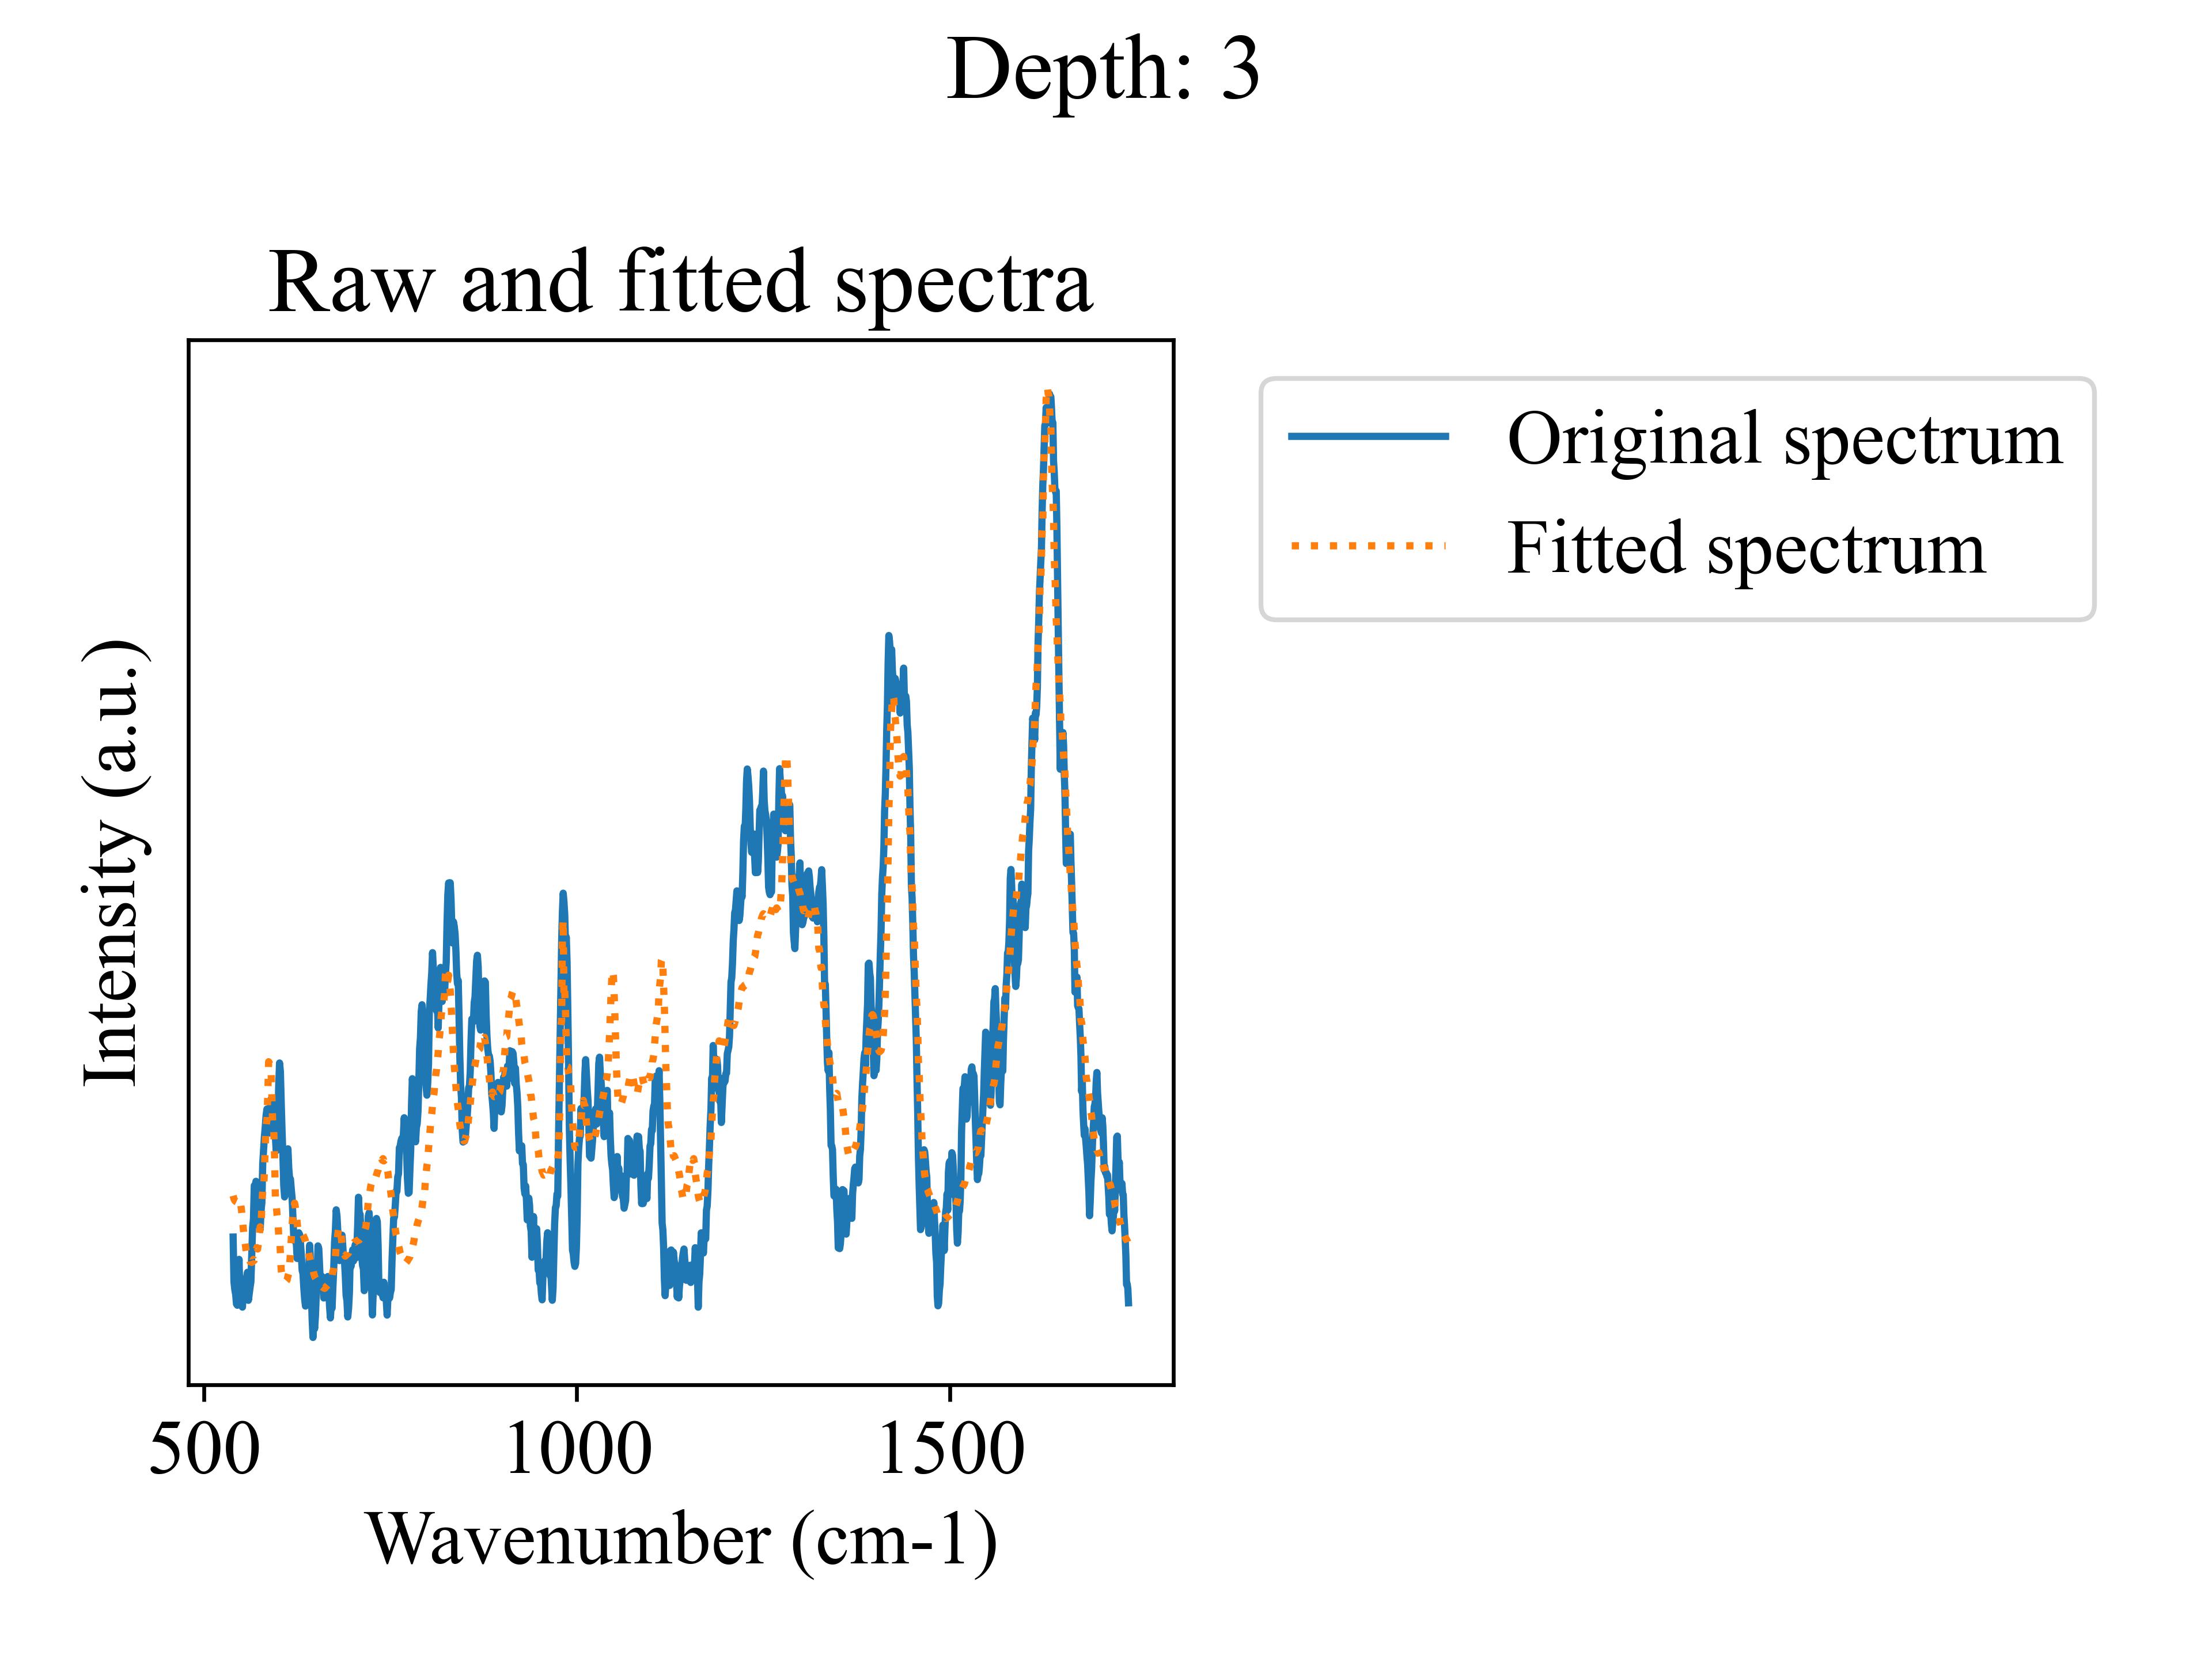 Depth: 3
Raw and fitted spectra
Original spectrum
Fitted spectrum
Intensity (a.u.)
500 1000 1500
Wavenumber (cm-1)